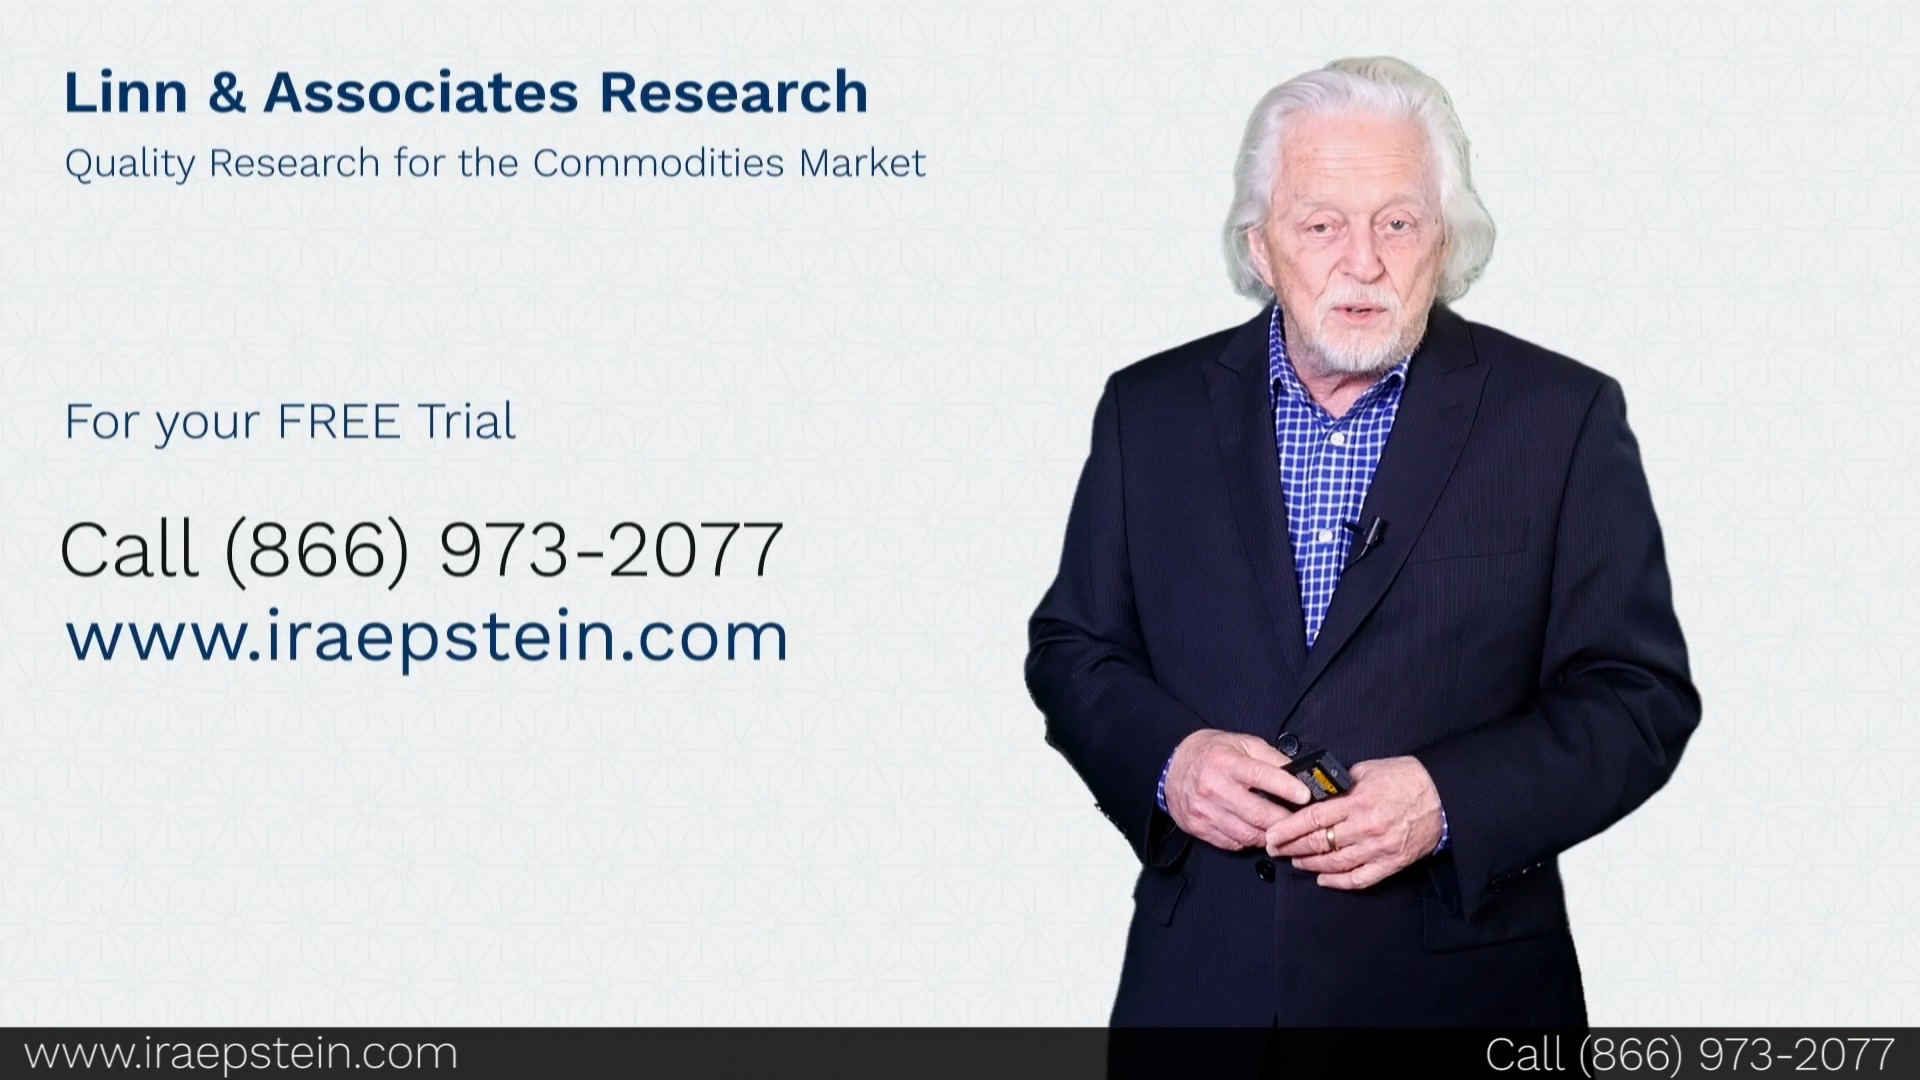 Linn & Associates Research
Quality Research for the Commodities Market
For your FREE Trial
Call (866) 973-2077
www.iraepstein.com
www.iraepstein.com
Call (866) 973-2077